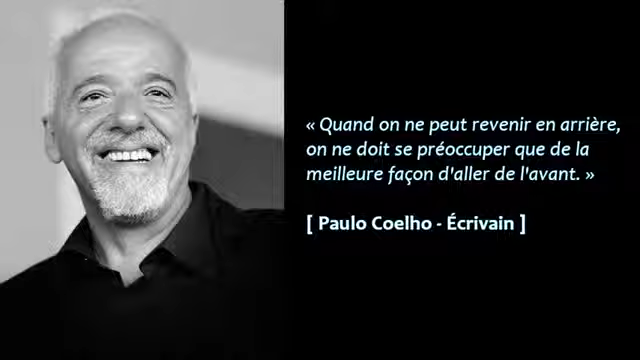 « Quand on ne peut revenir en arrière,
on ne doit se préoccuper que de la
meilleure façon d'aller de l'avant. »
[ Paulo Coelho - Écrivain ]